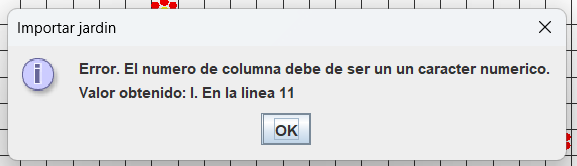 Importar jardin
Error. El numero de columna debe de ser un un caracter numerico.
Valor obtenido: I. En la linea 11
OK